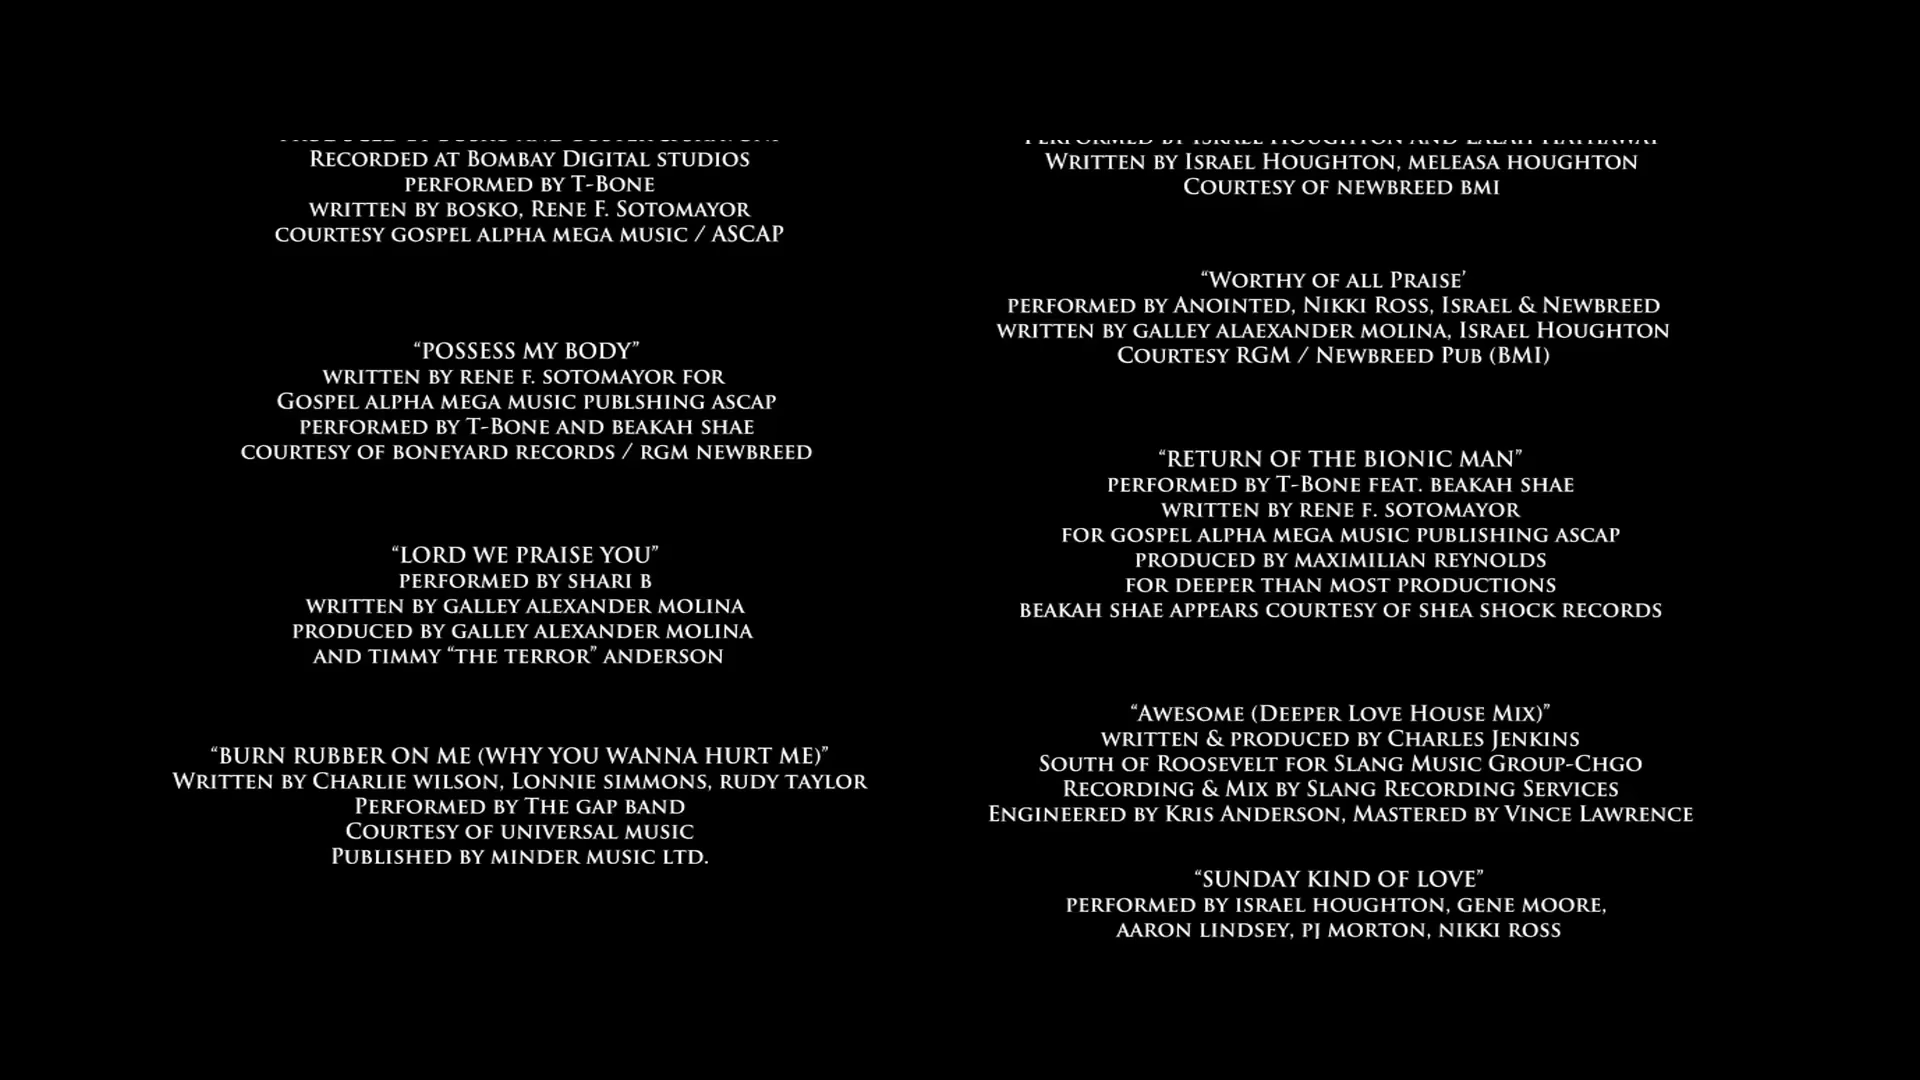 Recorded at Bombay Digital studios
performed by T-Bone
written by bosko, Rene F. Sotomayor
courtesy gospel alpha mega music / ASCAP
“POSSESS MY BODY”
written by rene f. sotomayor for
Gospel alpha mega music publshing ascap
performed by T-Bone and beakah shae
courtesy of boneyard records / rgm newbreed
“LORD WE PRAISE YOU”
performed by shari b
written by galley alexander molina
produced by galley alexander molina
and timmy “the terror” anderson
“BURN RUBBER ON ME (WHY YOU WANNA HURT ME)”
Written by Charlie wilson, Lonnie simmons, rudy taylor
Performed by The gap band
Courtesy of universal music
Published by minder music ltd.
Performed by Israel Houghton and Lalah Hathaway
Written by Israel Houghton, meleasa houghton
Courtesy of newbreed bmi
“Worthy of all Praise’
performed by Anointed, Nikki Ross, Israel & Newbreed
written by galley alaexander molina, Israel Houghton
Courtesy RGM / Newbreed Pub (BMI)
“RETURN OF THE BIONIC MAN”
performed by T-Bone feat. beakah shae
written by rene f. sotomayor
for gospel alpha mega music publishing ascap
produced by maximilian reynolds
for deeper than most productions
beakah shae appears courtesy of shea shock records
“Awesome (Deeper Love House Mix)”
written & produced by Charles Jenkins
South of Roosevelt for Slang Music Group-Chgo
Recording & Mix by Slang Recording Services
Engineered by Kris Anderson, Mastered by Vince Lawrence
“SUNDAY KIND OF LOVE”
performed by israel houghton, gene moore,
aaron lindsey, pj morton, nikki ross